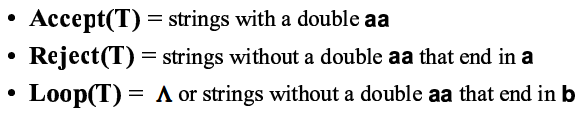 • Accept(T) = strings with a double aa
• Reject(T) = strings without a double aa that end in a
• Loop(T) = Λ or strings without a double aa that end in b